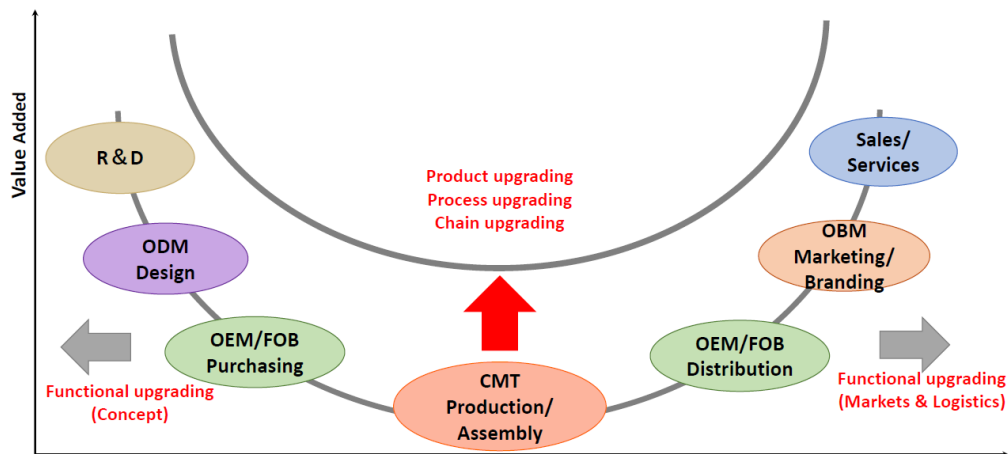 Value Added
R & D
ODM
Design
OEM/FOB
Purchasing
Functional upgrading
(Concept)
Product upgrading
Process upgrading
Chain upgrading
CMT
Production/
Assembly
Sales/
Services
OBM
Marketing/
Branding
OEM/FOB
Distribution
Functional upgrading
(Markets & Logistics)